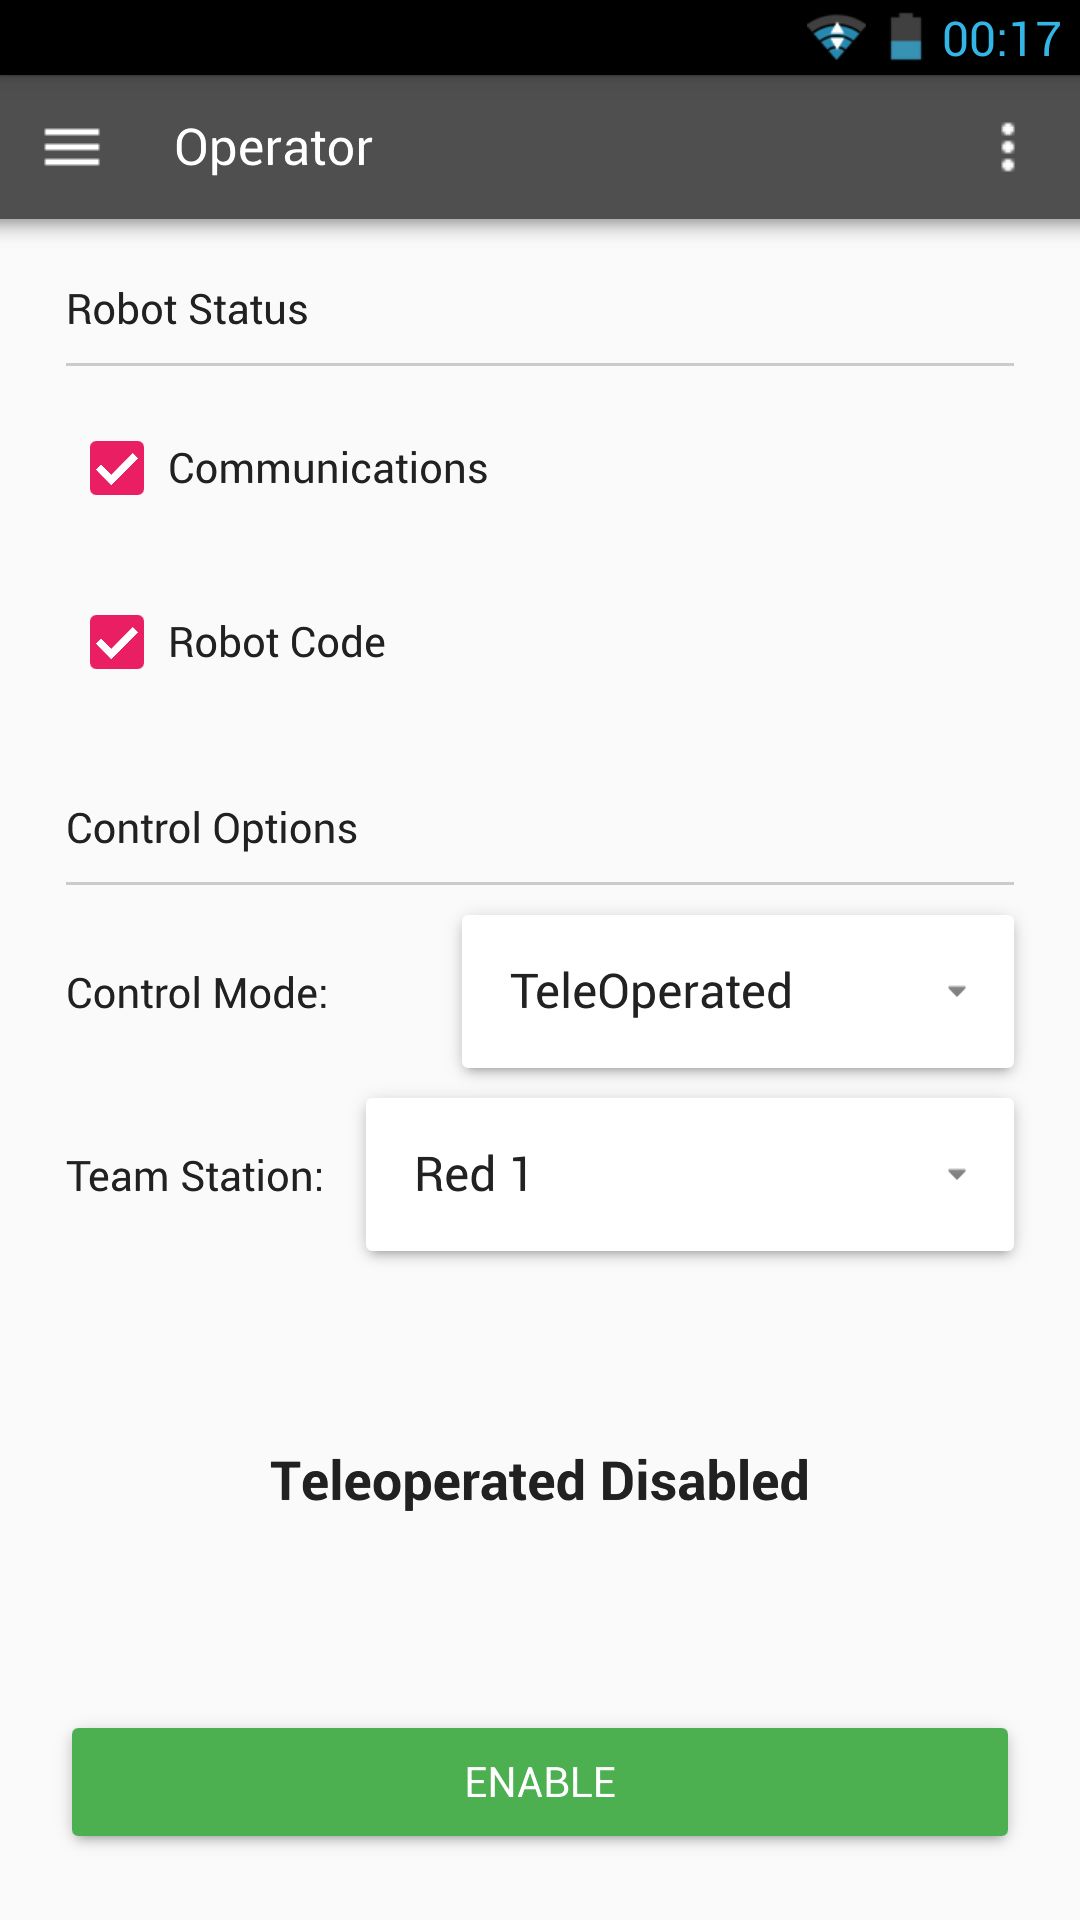 00:17
Operator
Robot Status
Communications
Robot Code
Control Options
Control Mode: TeleOperated
Team Station: Red 1
Teleoperated Disabled
ENABLE